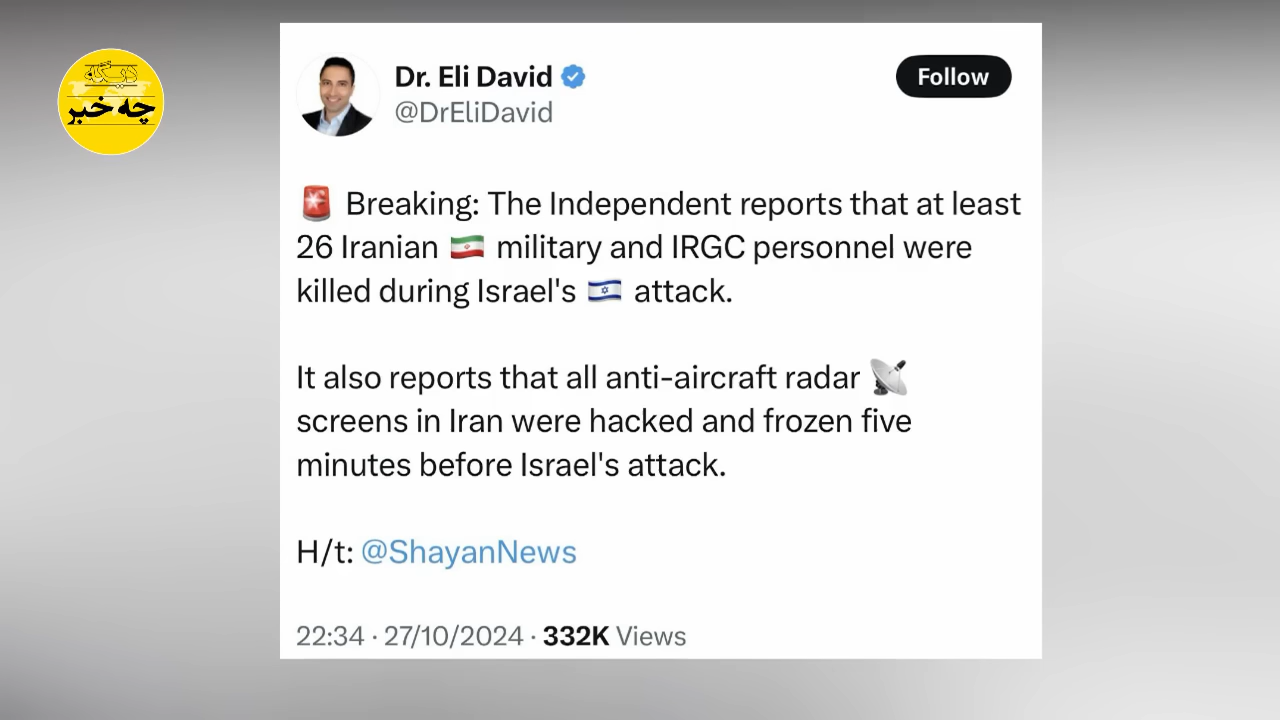 دیگه
چه خبر
Dr. Eli David
@DrEliDavid
Follow
🚨 Breaking: The Independent reports that at least
26 Iranian 🇮🇷 military and IRGC personnel were
killed during Israel's 🇮🇱 attack.
It also reports that all anti-aircraft radar 📡
screens in Iran were hacked and frozen five
minutes before Israel's attack.
H/t: @ShayanNews
22:34 · 27/10/2024 · 332K Views